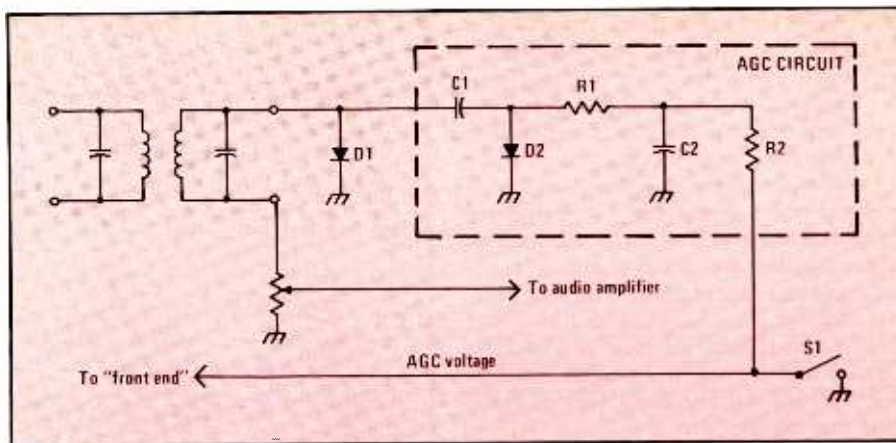 AGC CIRCUIT
C1
R1
D1
D2
C2
R2
To audio amplifier
S1
AGC voltage
To "front end"